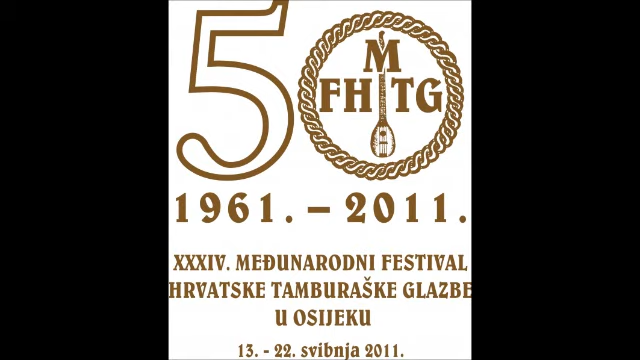 50
M
FH TG
1961. – 2011.
XXXIV. MEĐUNARODNI FESTIVAL
HRVATSKE TAMBURAŠKE GLAZBE
U OSIJEKU
13. - 22. svibnja 2011.